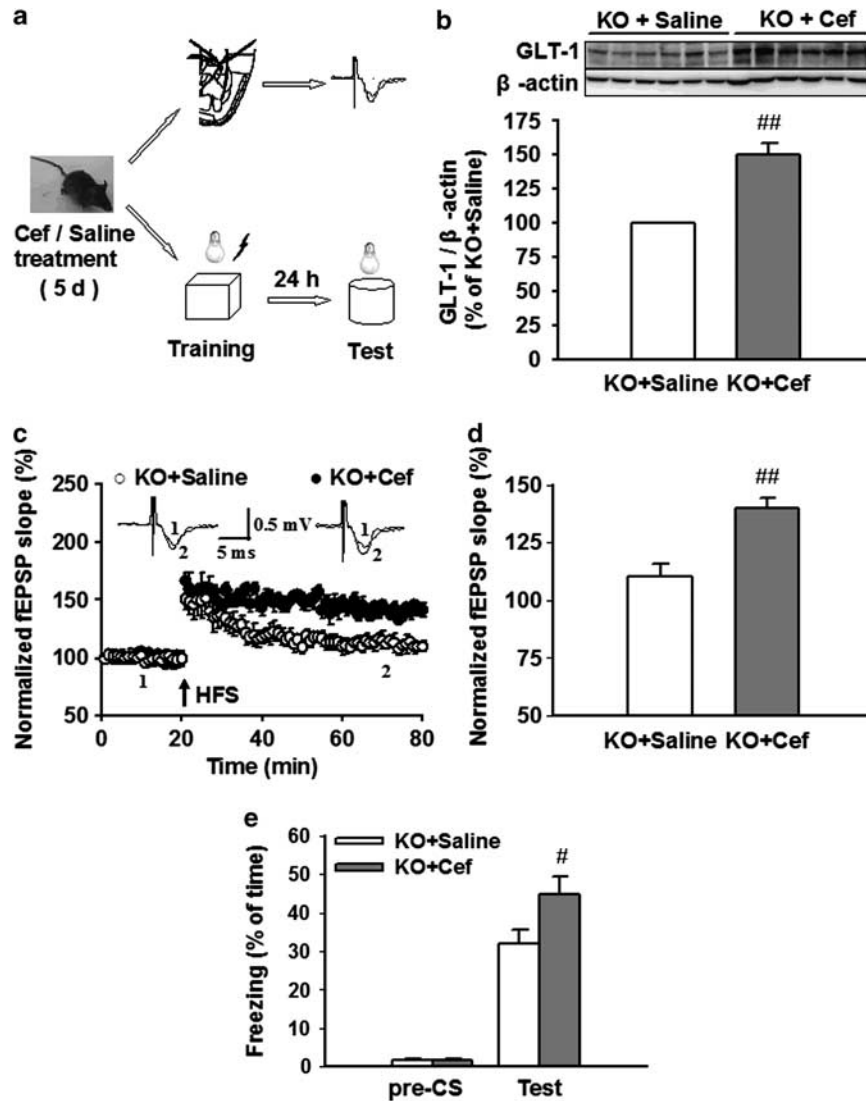 a
Cef / Saline
treatment
( 5 d )
Training
24 h
Test
b
KO + Saline
KO + Cef
GLT-1
β -actin
GLT-1 / β -actin
(% of KO+Saline)
175
150
125
100
75
50
25
0
##
KO+Saline
KO+Cef
c
Normalized fEPSP slope (%)
250
200
150
100
50
KO+Saline
KO+Cef
1
2
5 ms
0.5 mV
1
2
1
2
HFS
0
20
40
60
80
Time (min)
d
Normalized fEPSP slope (%)
150
125
100
75
50
##
KO+Saline
KO+Cef
e
Freezing (% of time)
60
50
40
30
20
10
0
KO+Saline
KO+Cef
#
pre-CS
Test